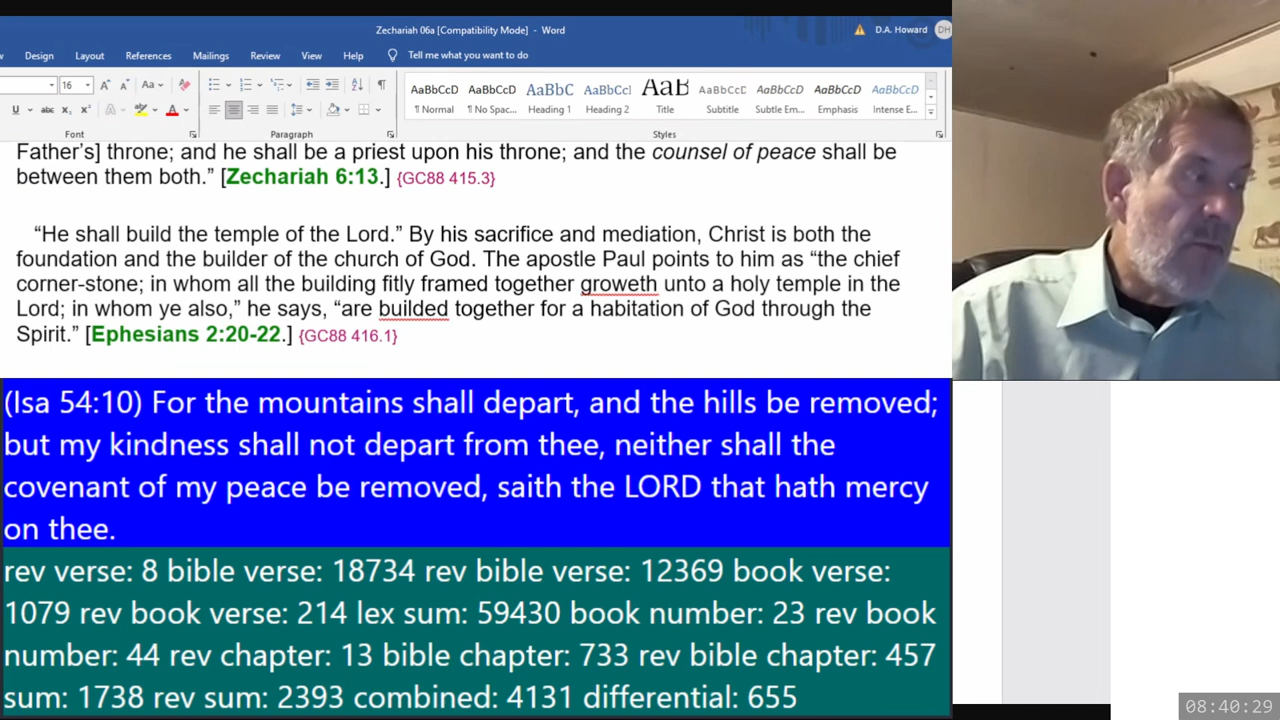 Zechariah 06a [Compatibility Mode] - Word
D.A. Howard
DH
Design Layout References Mailings Review View Help Tell me what you want to do
16 Aa
AaBbCcD AaBbCcD AaBbC AaBbCcl AaB AaBbCcC AaBbCcD AaBbCcD AaBbCcD
¶ Normal ¶ No Spac... Heading 1 Heading 2 Title Subtitle Subtle Em... Emphasis Intense E...
Font Paragraph Styles
Father’s] throne; and he shall be a priest upon his throne; and the counsel of peace shall be
between them both.” [Zechariah 6:13.] {GC88 415.3}
“He shall build the temple of the Lord.” By his sacrifice and mediation, Christ is both the
foundation and the builder of the church of God. The apostle Paul points to him as “the chief
corner-stone; in whom all the building fitly framed together groweth unto a holy temple in the
Lord; in whom ye also,” he says, “are builded together for a habitation of God through the
Spirit.” [Ephesians 2:20-22.] {GC88 416.1}
(Isa 54:10) For the mountains shall depart, and the hills be removed;
but my kindness shall not depart from thee, neither shall the
covenant of my peace be removed, saith the LORD that hath mercy
on thee.
rev verse: 8 bible verse: 18734 rev bible verse: 12369 book verse:
1079 rev book verse: 214 lex sum: 59430 book number: 23 rev book
number: 44 rev chapter: 13 bible chapter: 733 rev bible chapter: 457
sum: 1738 rev sum: 2393 combined: 4131 differential: 655
08:40:29